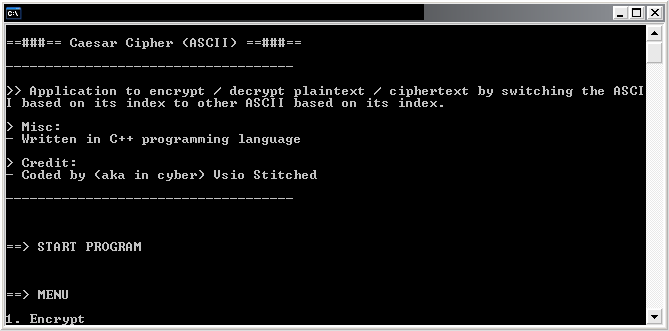 C:\
==###== Caesar Cipher (ASCII) ==###==
------------------------------------
>> Application to encrypt / decrypt plaintext / ciphertext by switching the ASCI
I based on its index to other ASCII based on its index.
> Misc:
- Written in C++ programming language
> Credit:
- Coded by (aka in cyber) Vsio Stitched
------------------------------------
==> START PROGRAM
==> MENU
1. Encrypt